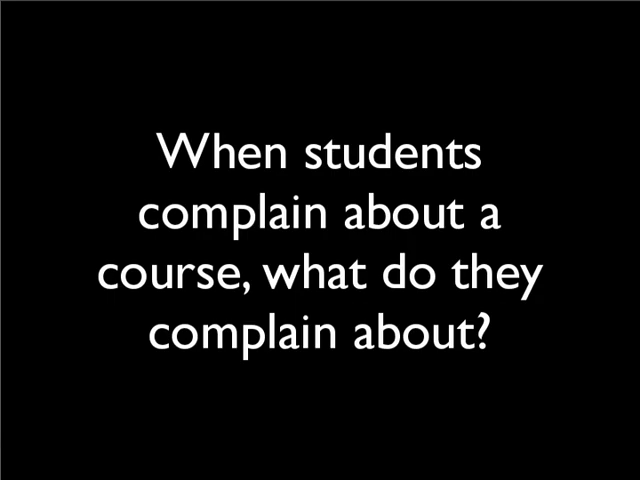 When students
complain about a
course, what do they
complain about?